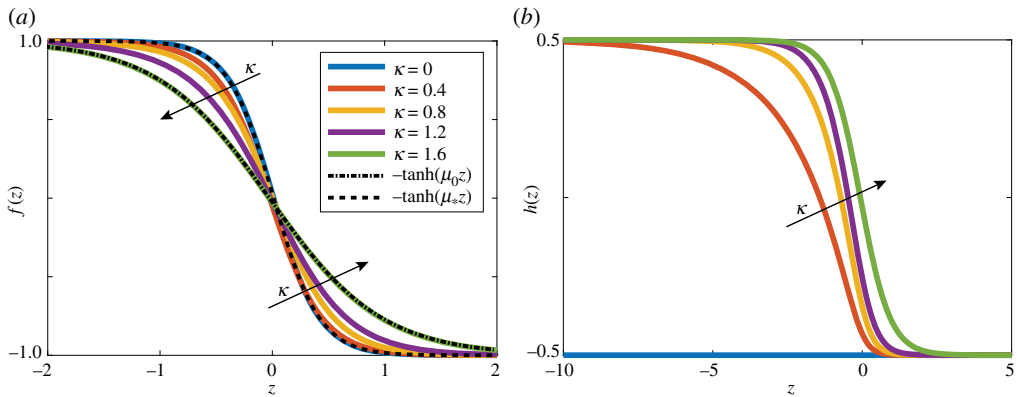 (a)
1.0
f(z)
−1.0
−2
−1
0
1
2
z
κ
κ
κ = 0
κ = 0.4
κ = 0.8
κ = 1.2
κ = 1.6
−tanh(μ₀z)
−tanh(μ*z)
(b)
0.5
h(z)
−0.5
−10
−5
0
5
z
κ